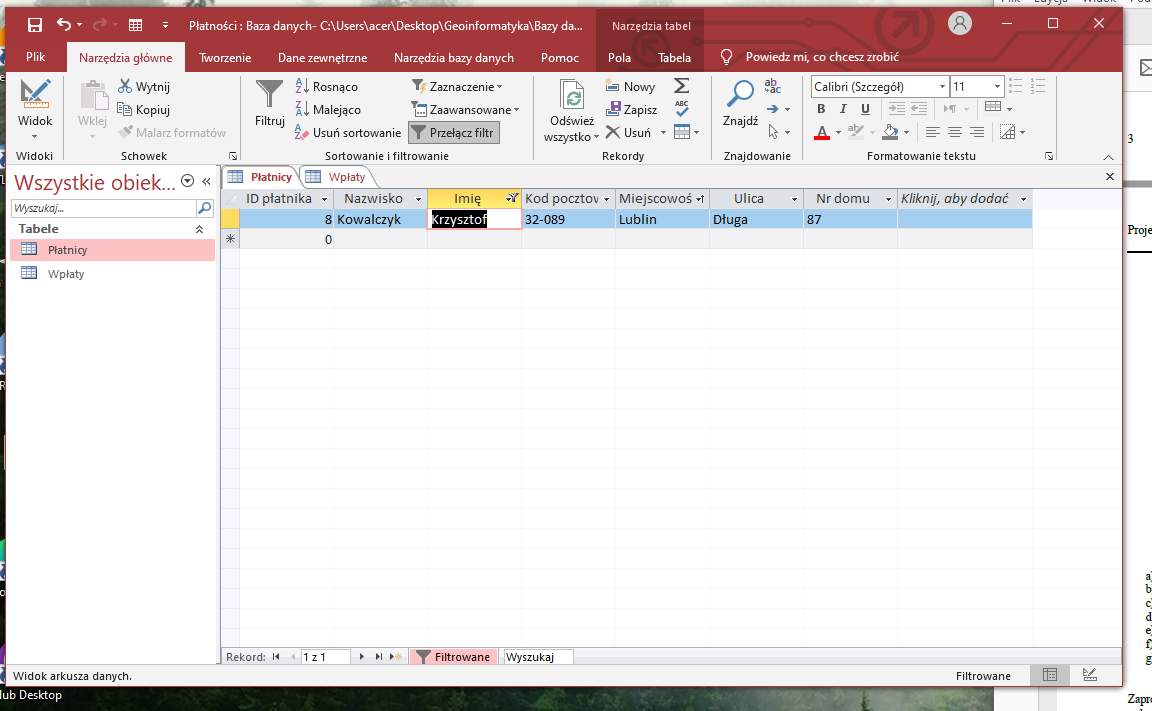 Płatności : Baza danych- C:\Users\acer\Desktop\Geoinformatyka\Bazy da...
Narzędzia tabel
Plik
Narzędzia główne
Tworzenie
Dane zewnętrzne
Narzędzia bazy danych
Pomoc
Pola
Tabela
Powiedz mi, co chcesz zrobić
Widok
Widoki
Wklej
Wytnij
Kopiuj
Malarz formatów
Schowek
Filtruj
Rosnąco
Malejąco
Usuń sortowanie
Zaznaczenie
Zaawansowane
Przełącz filtr
Sortowanie i filtrowanie
Odśwież
wszystko
Nowy
Zapisz
Usuń
Rekordy
Znajdź
Znajdowanie
Calibri (Szczegół)
11
B I U
Formatowanie tekstu
Wszystkie obiek...
Wyszukaj...
Tabele
Płatnicy
Wpłaty
Płatnicy
Wpłaty
ID płatnika Nazwisko Imię Kod pocztov Miejscowoś Ulica Nr domu Kliknij, aby dodać
8 Kowalczyk Krzysztof 32-089 Lublin Długa 87
0
Rekord: 1 z 1 Filtrowane Wyszukaj
Widok arkusza danych.
Filtrowane
lub Desktop
3
Proje
a)
b
c)
d
e)
f)
g
Zapro